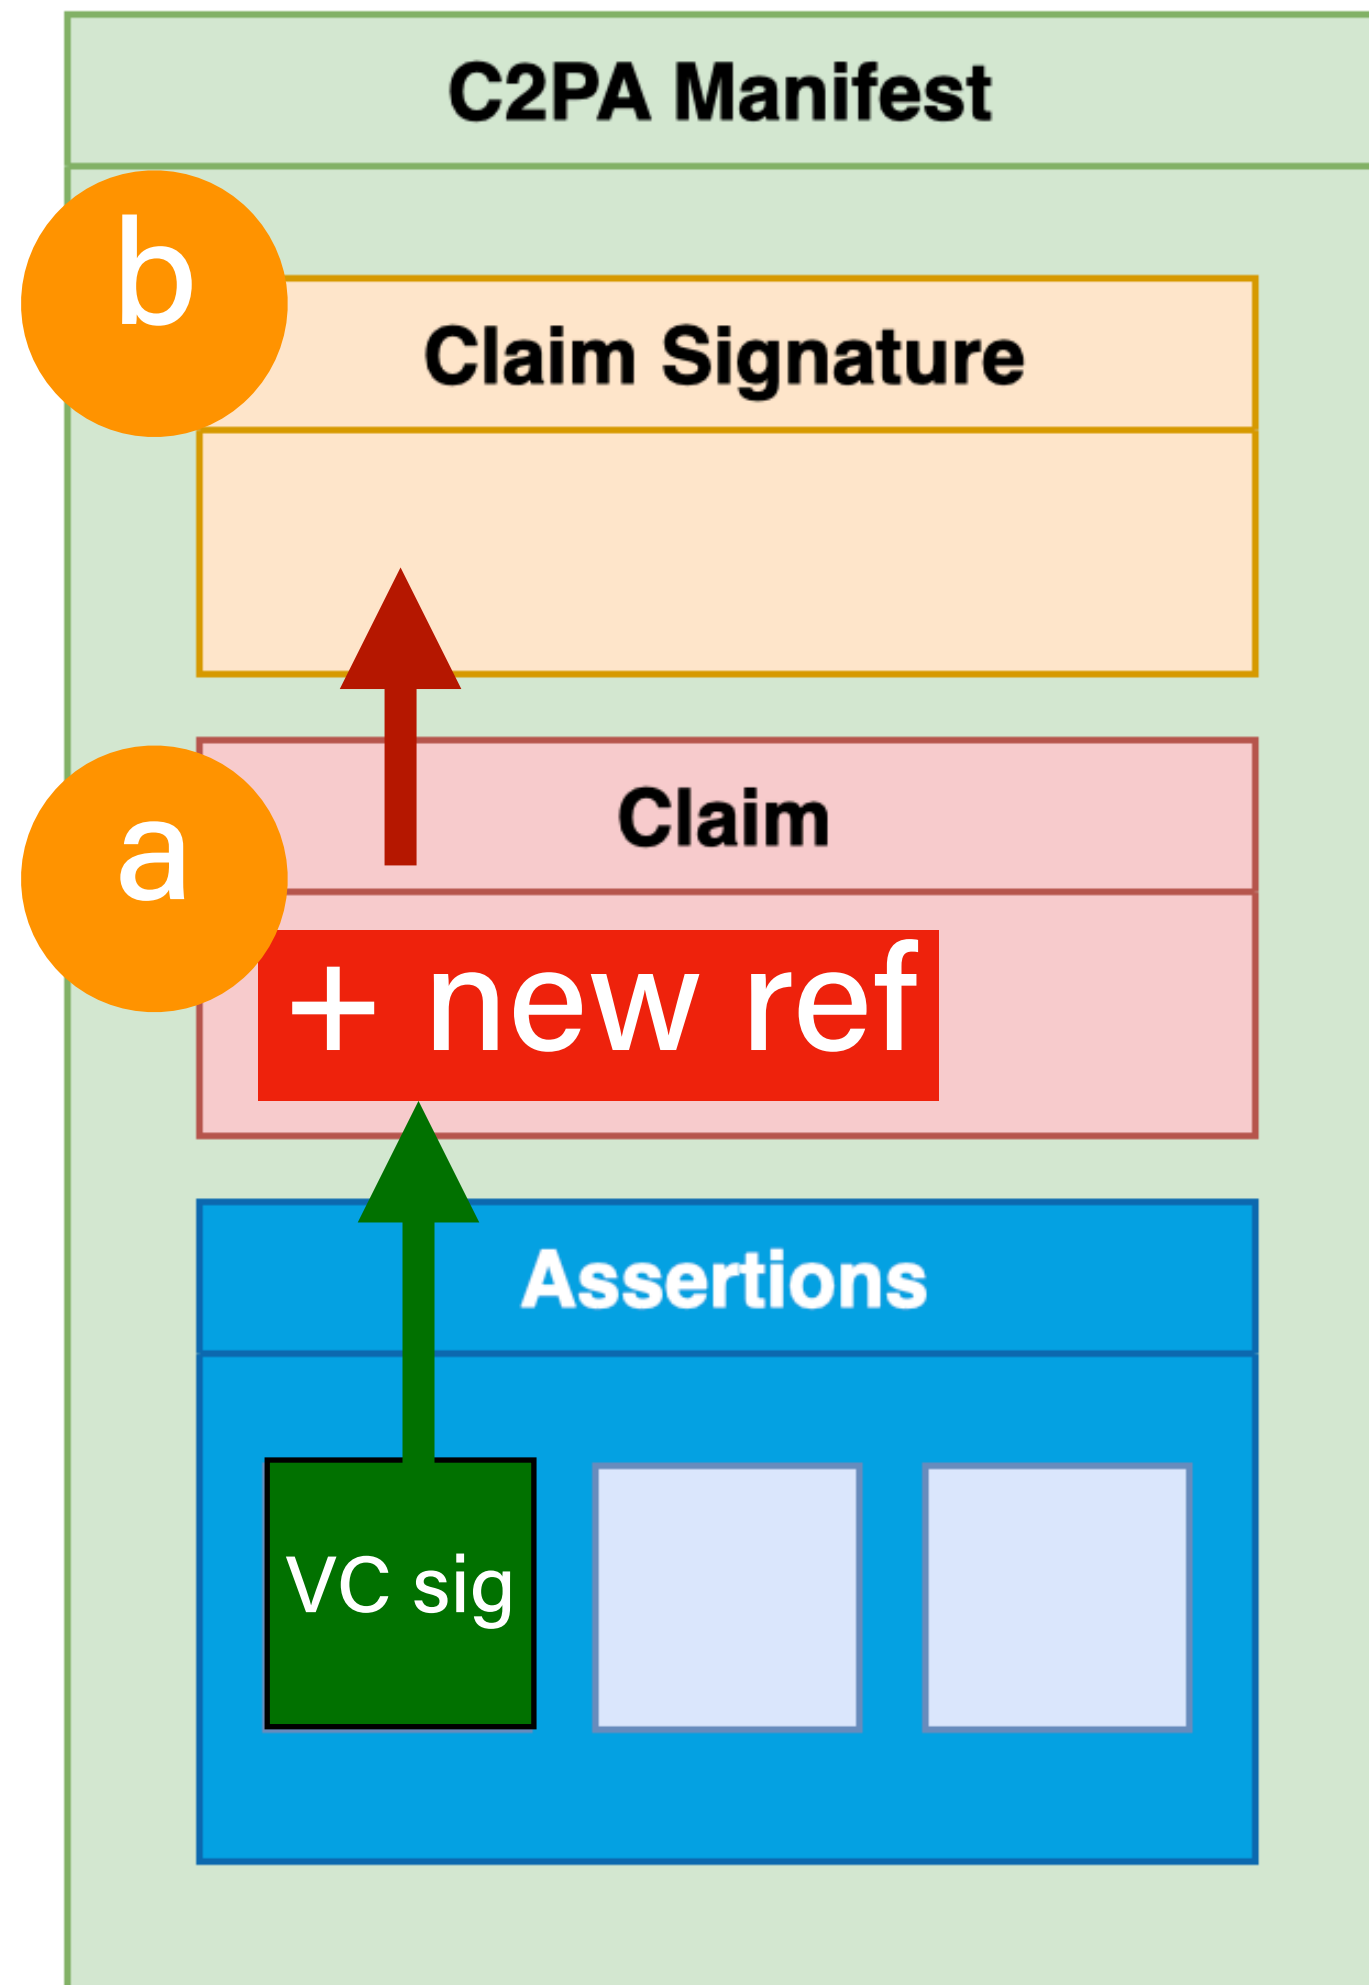 C2PA Manifest
b
Claim Signature
a
Claim
+ new ref
Assertions
VC sig